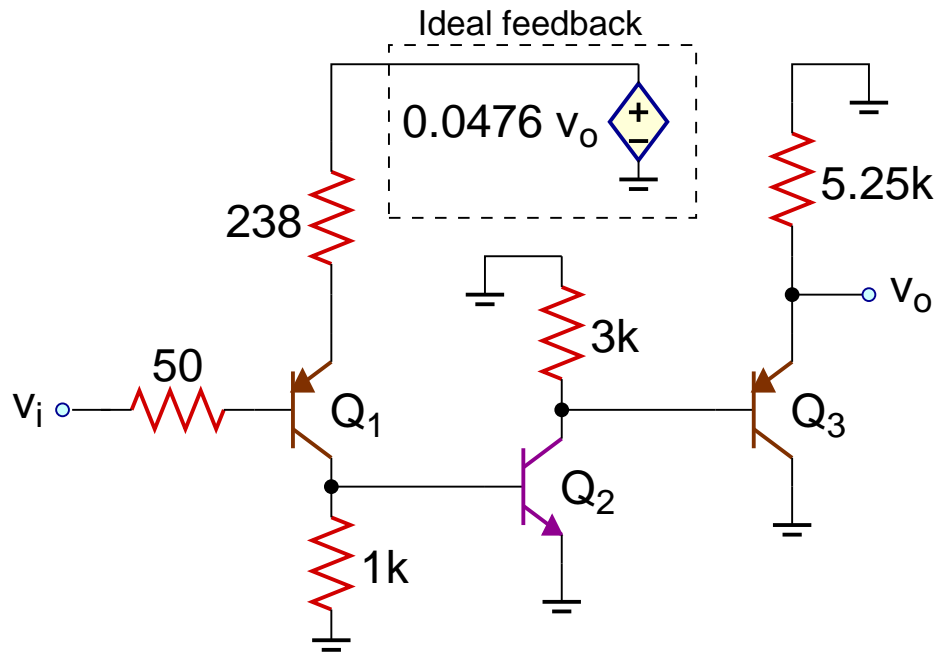 Ideal feedback
0.0476 vo
+
−
238
5.25k
vo
3k
50
vi
Q1
Q3
Q2
1k